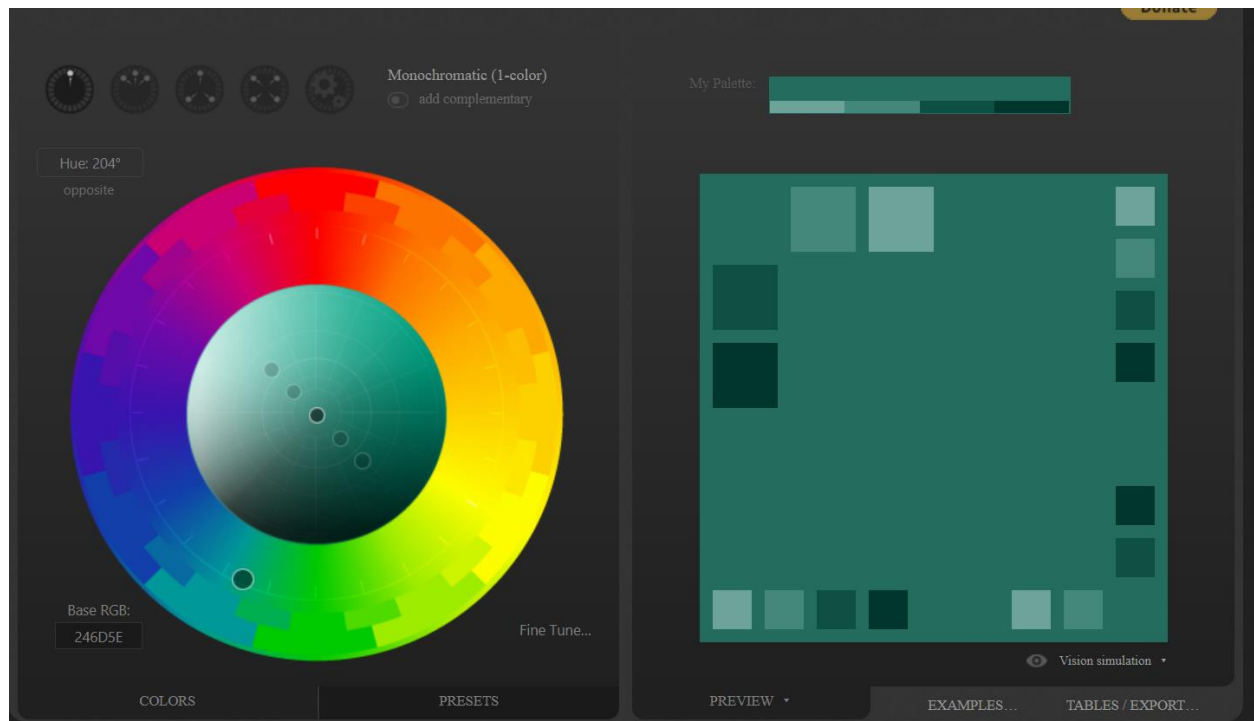 Donate
Monochromatic (1-color)
add complementary
My Palette:
Hue: 204°
opposite
Base RGB:
246D5E
Fine Tune...
Vision simulation ▾
COLORS
PRESETS
PREVIEW ▾
EXAMPLES...
TABLES / EXPORT...